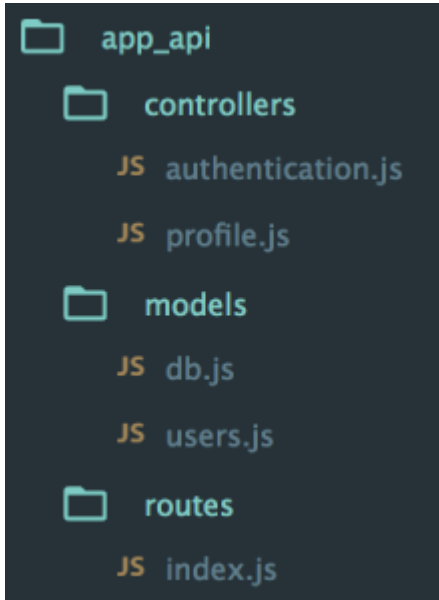 app_api
controllers
JS authentication.js
JS profile.js
models
JS db.js
JS users.js
routes
JS index.js